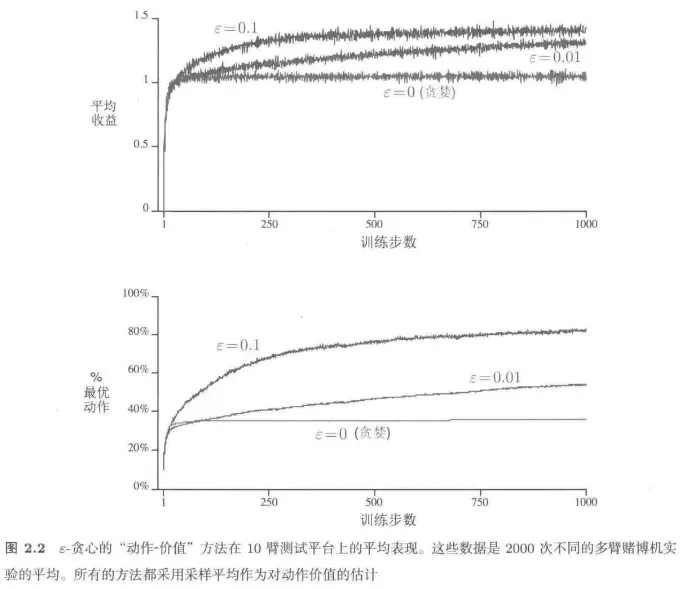 1.5
ε=0.1
ε=0.01
1
ε=0 (贪婪)
平均
收益
0.5
0
1 250 500 750 1000
训练步数
100%
80%
ε=0.1
60%
%
最优
动作
ε=0.01
40%
ε=0 (贪婪)
20%
0%
1 250 500 750 1000
训练步数
图 2.2 ε-贪心的“动作-价值”方法在 10 臂测试平台上的平均表现。这些数据是 2000 次不同的多臂赌博机实
验的平均。所有的方法都采用采样平均作为对动作价值的估计